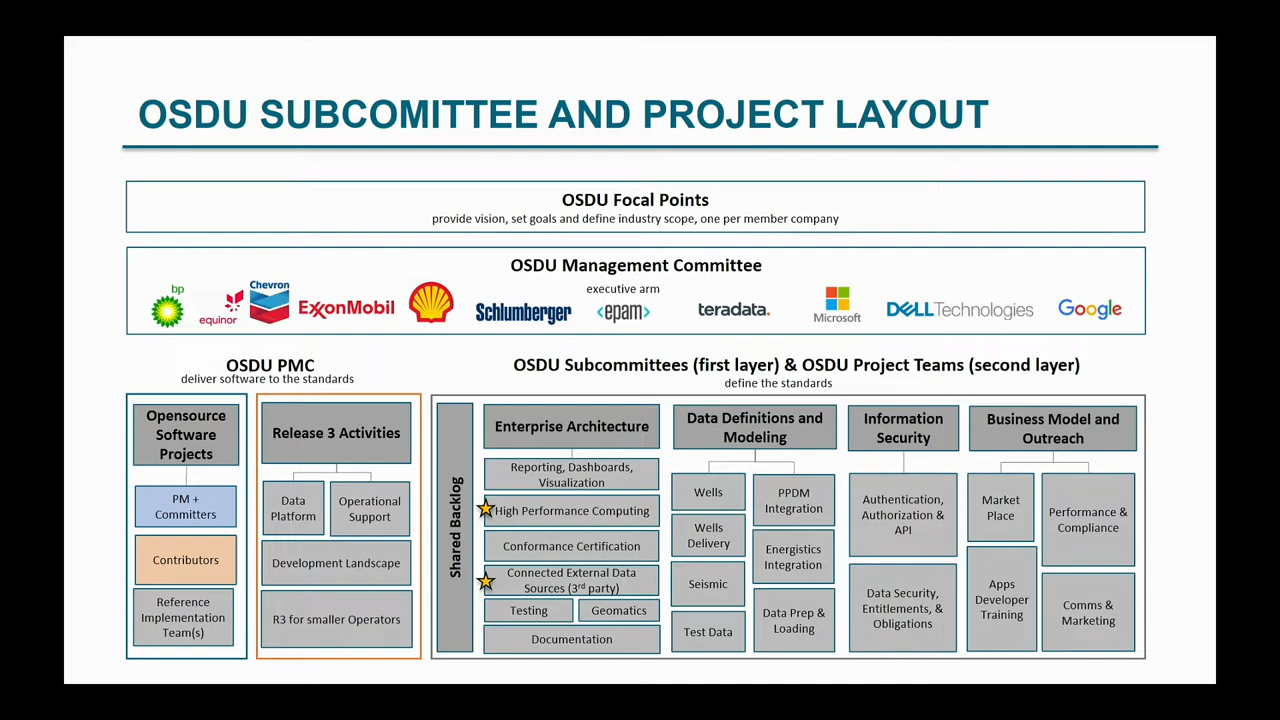 OSDU SUBCOMITTEE AND PROJECT LAYOUT
OSDU Focal Points
provide vision, set goals and define industry scope, one per member company
OSDU Management Committee
executive arm
bp
equinor
Chevron
ExxonMobil
Schlumberger
<epam>
teradata.
Microsoft
DELL Technologies
Google
OSDU PMC
deliver software to the standards
OSDU Subcommittees (first layer) & OSDU Project Teams (second layer)
define the standards
Opensource
Software
Projects
PM +
Committers
Contributors
Reference
Implementation
Team(s)
Release 3 Activities
Data
Platform
Operational
Support
Development Landscape
R3 for smaller Operators
Shared Backlog
Enterprise Architecture
Reporting, Dashboards,
Visualization
High Performance Computing
Conformance Certification
Connected External Data
Sources (3rd party)
Testing
Geomatics
Documentation
Data Definitions and
Modeling
Wells
Wells
Delivery
Seismic
Test Data
PPDM
Integration
Energistics
Integration
Data Prep &
Loading
Information
Security
Authentication,
Authorization &
API
Data Security,
Entitlements, &
Obligations
Business Model and
Outreach
Market
Place
Apps
Developer
Training
Performance &
Compliance
Comms &
Marketing